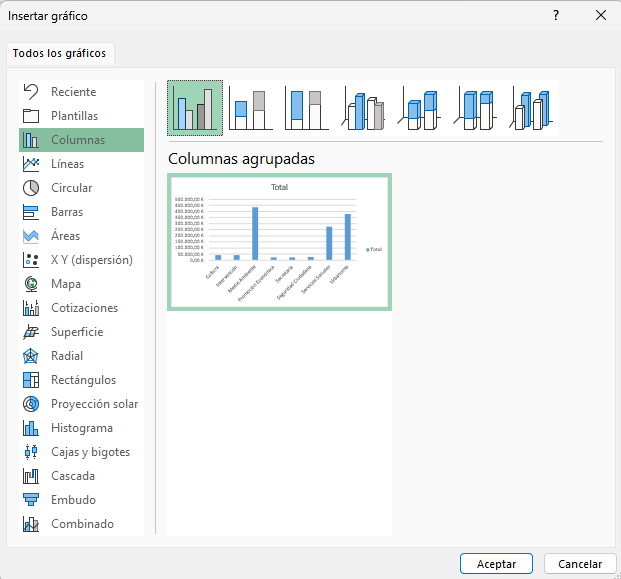 Insertar gráfico
?
Todos los gráficos
Reciente
Plantillas
Columnas
Líneas
Circular
Barras
Áreas
X Y (dispersión)
Mapa
Cotizaciones
Superficie
Radial
Rectángulos
Proyección solar
Histograma
Cajas y bigotes
Cascada
Embudo
Combinado
Columnas agrupadas
Total
500.000,00 €
450.000,00 €
400.000,00 €
350.000,00 €
300.000,00 €
250.000,00 €
200.000,00 €
150.000,00 €
100.000,00 €
50.000,00 €
0,00 €
Cultura
Intervención
Medio Ambiente
Promoción Económica
Secretaría
Seguridad Ciudadana
Servicios Sociales
Urbanismo
Total
Aceptar
Cancelar